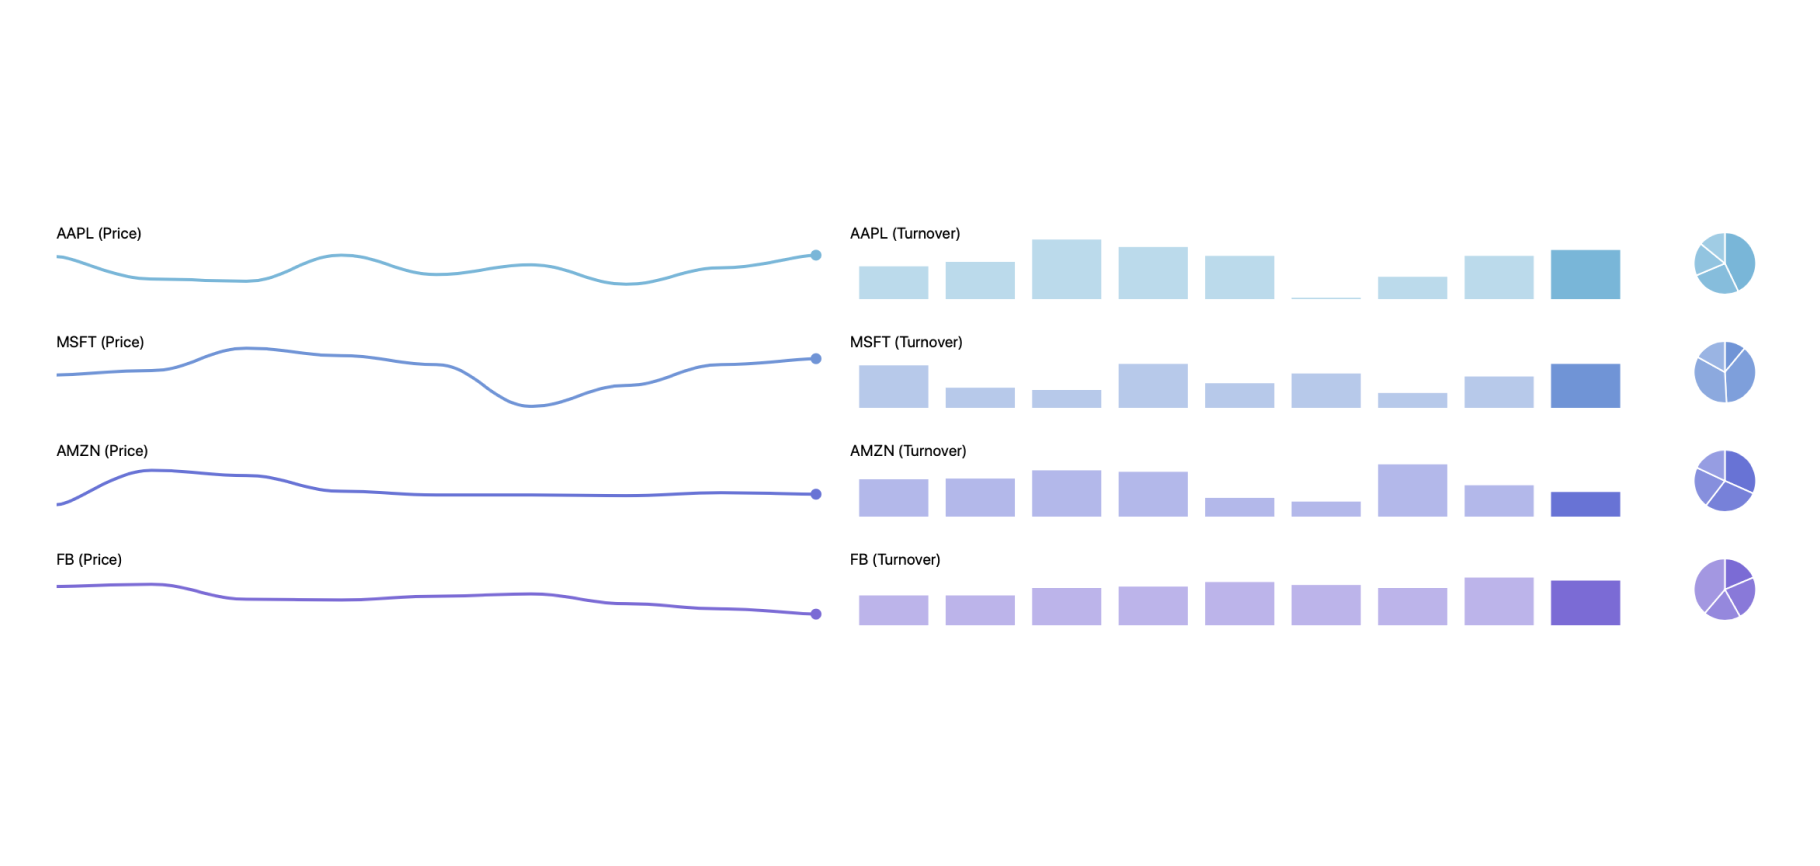 AAPL (Price)
AAPL (Turnover)
MSFT (Price)
MSFT (Turnover)
AMZN (Price)
AMZN (Turnover)
FB (Price)
FB (Turnover)